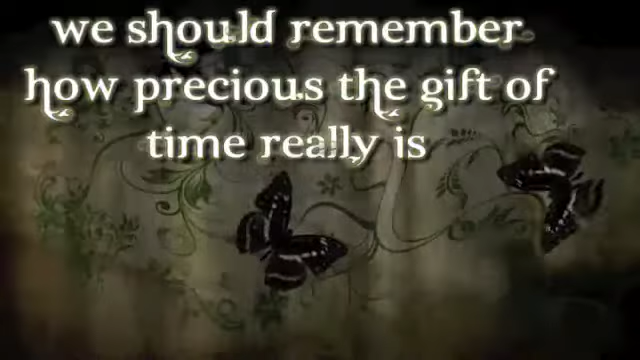 we should remember
how precious the gift of
time really is